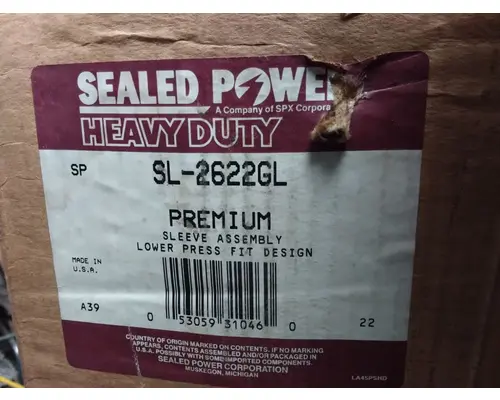 SEALED POWER
A Company of SPX Corpora
HEAVY DUTY
SP SL-2622GL
PREMIUM
SLEEVE ASSEMBLY
LOWER PRESS FIT DESIGN
MADE IN
U.S.A.
A39 0 53059 31046 0 22
COUNTRY OF ORIGIN MARKED ON CONTENTS. IF NO MARKING
APPEARS, CONTENTS ASSEMBLED AND/OR PACKAGED IN
U.S.A. POSSIBLY WITH SOME IMPORTED COMPONENTS.
SEALED POWER CORPORATION
MUSKEGON, MICHIGAN
LA45PSHD